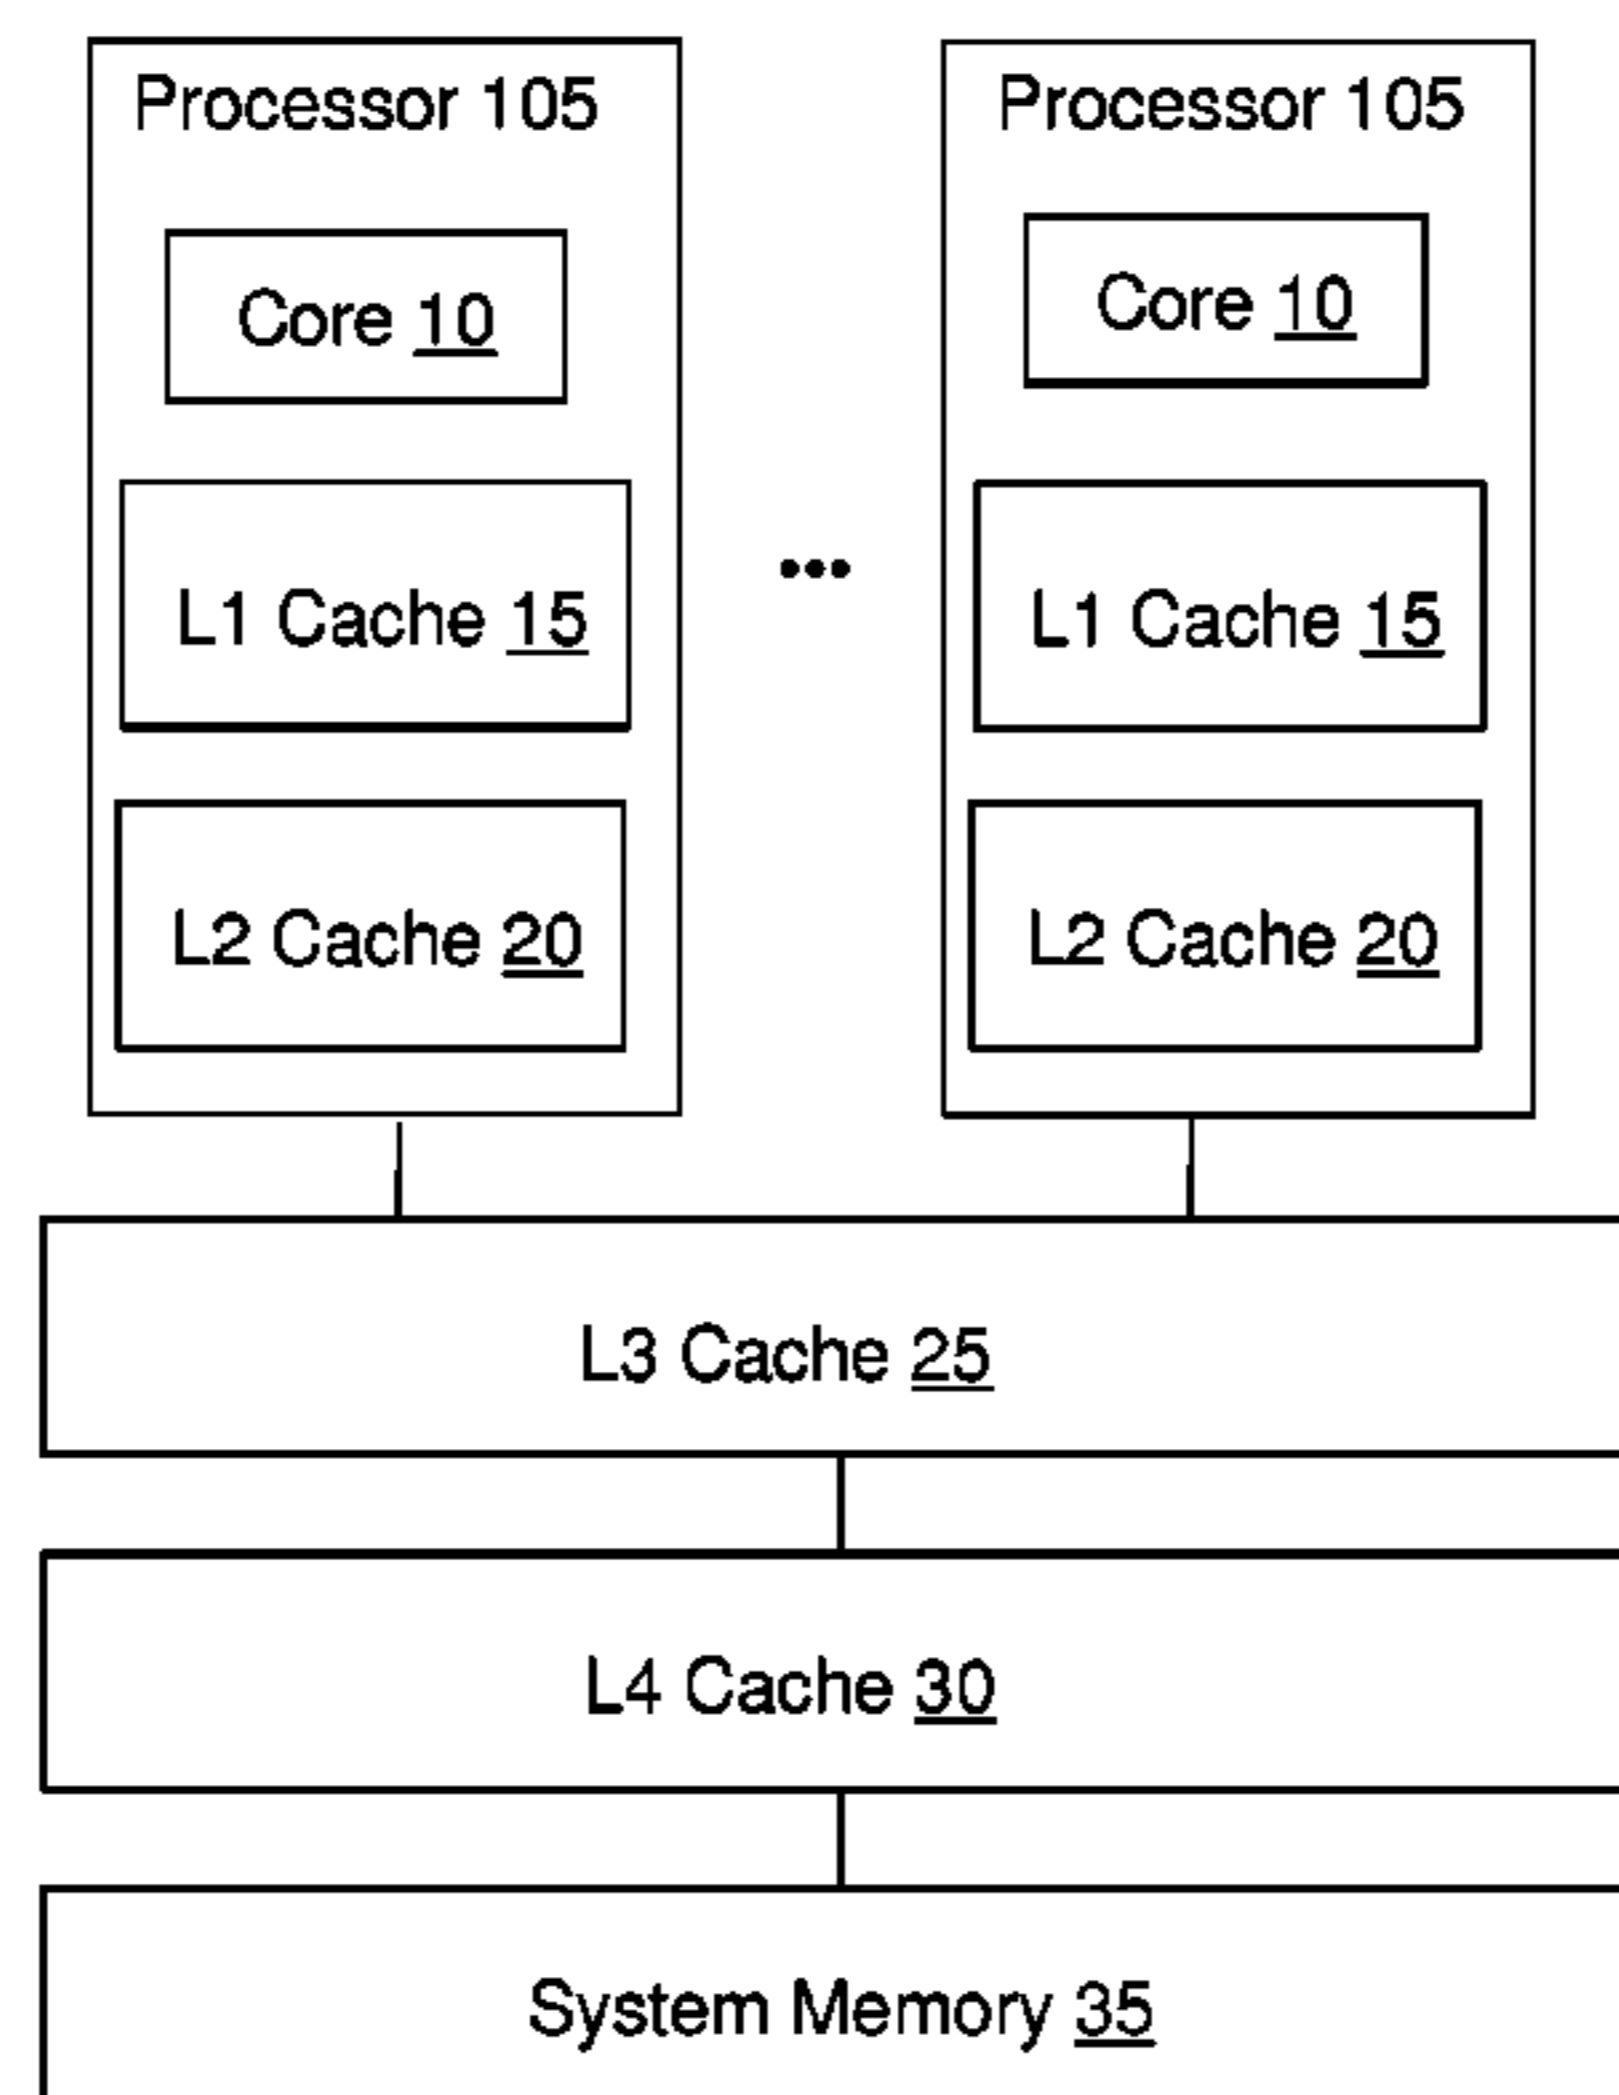 Processor 105
Core 10
L1 Cache 15
L2 Cache 20
•••
Processor 105
Core 10
L1 Cache 15
L2 Cache 20
L3 Cache 25
L4 Cache 30
System Memory 35